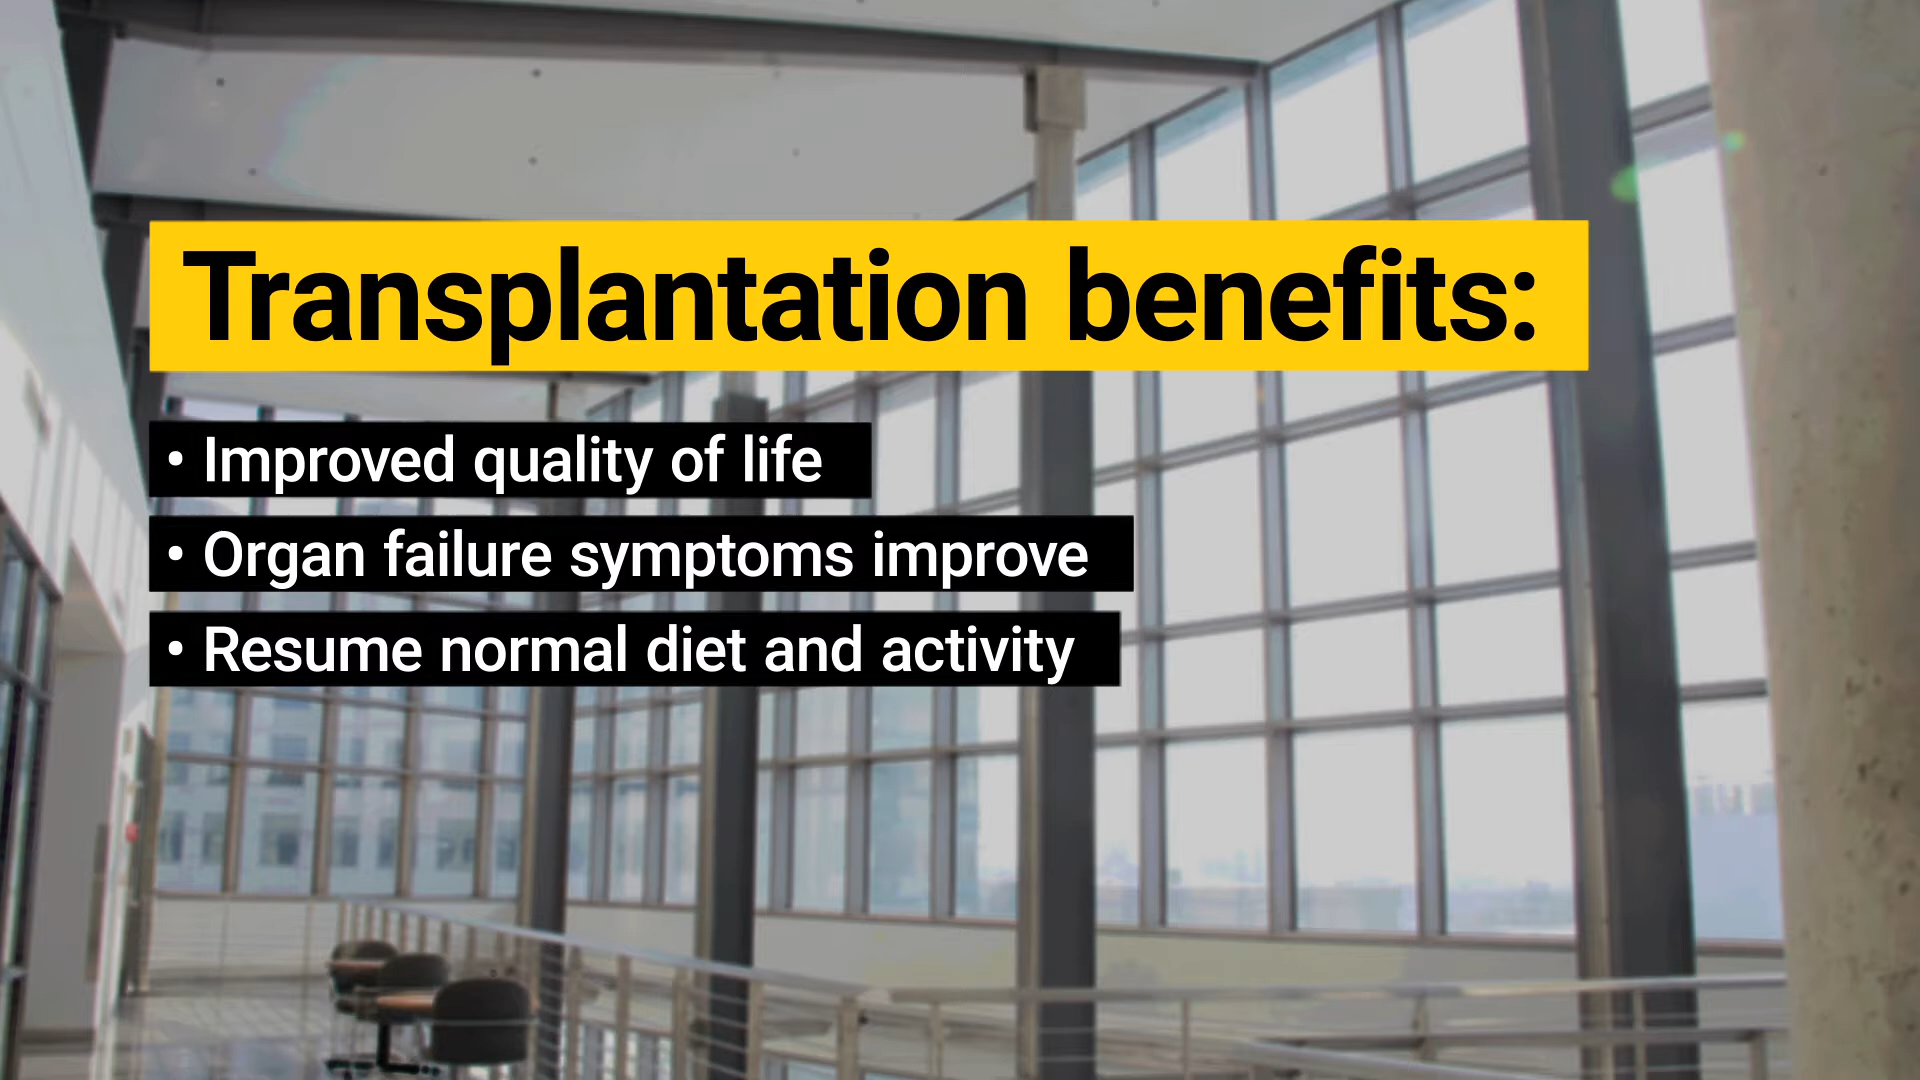 Transplantation benefits:
• Improved quality of life
• Organ failure symptoms improve
• Resume normal diet and activity